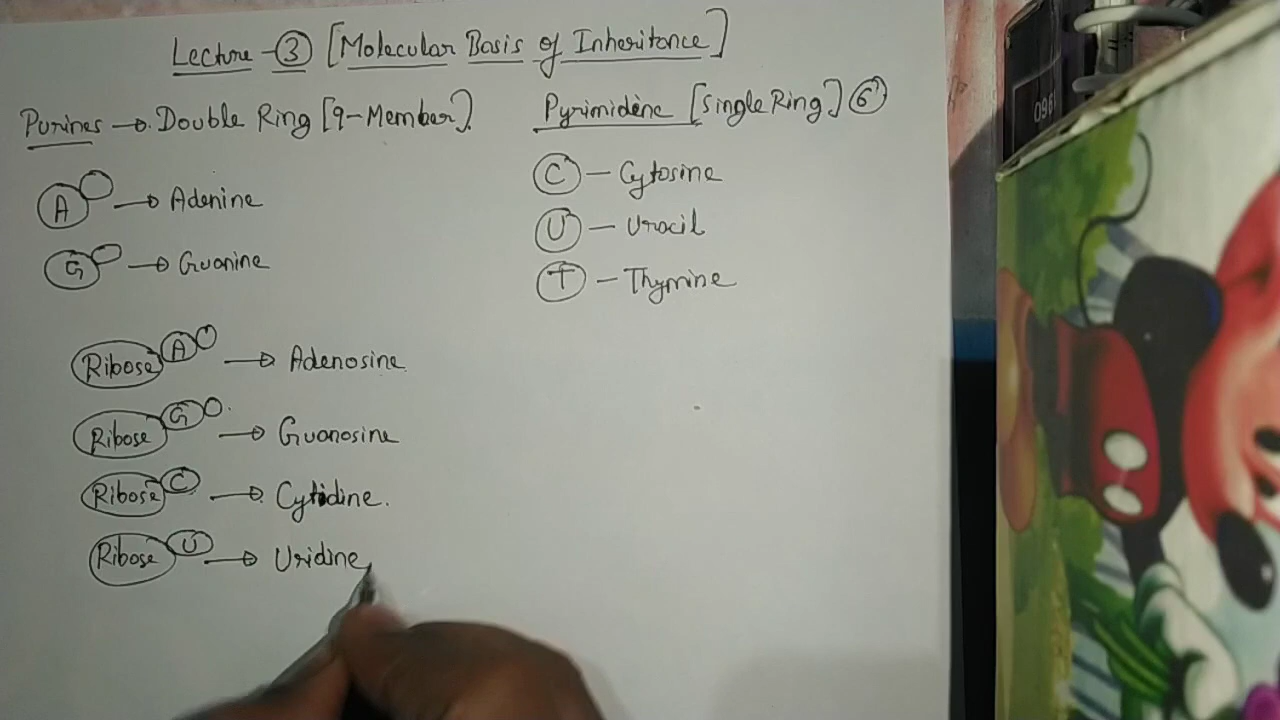 Lecture - 3 [Molecular Basis of Inheritance]
Purines → Double Ring [9-Member].
Pyrimidine [Single Ring] 6
A → Adenine
G → Guanine
C - Cytosine
U - Uracil
T - Thymine
Ribose A → Adenosine
Ribose G → Guanosine
Ribose C → Cytidine.
Ribose U → Uridine
0961